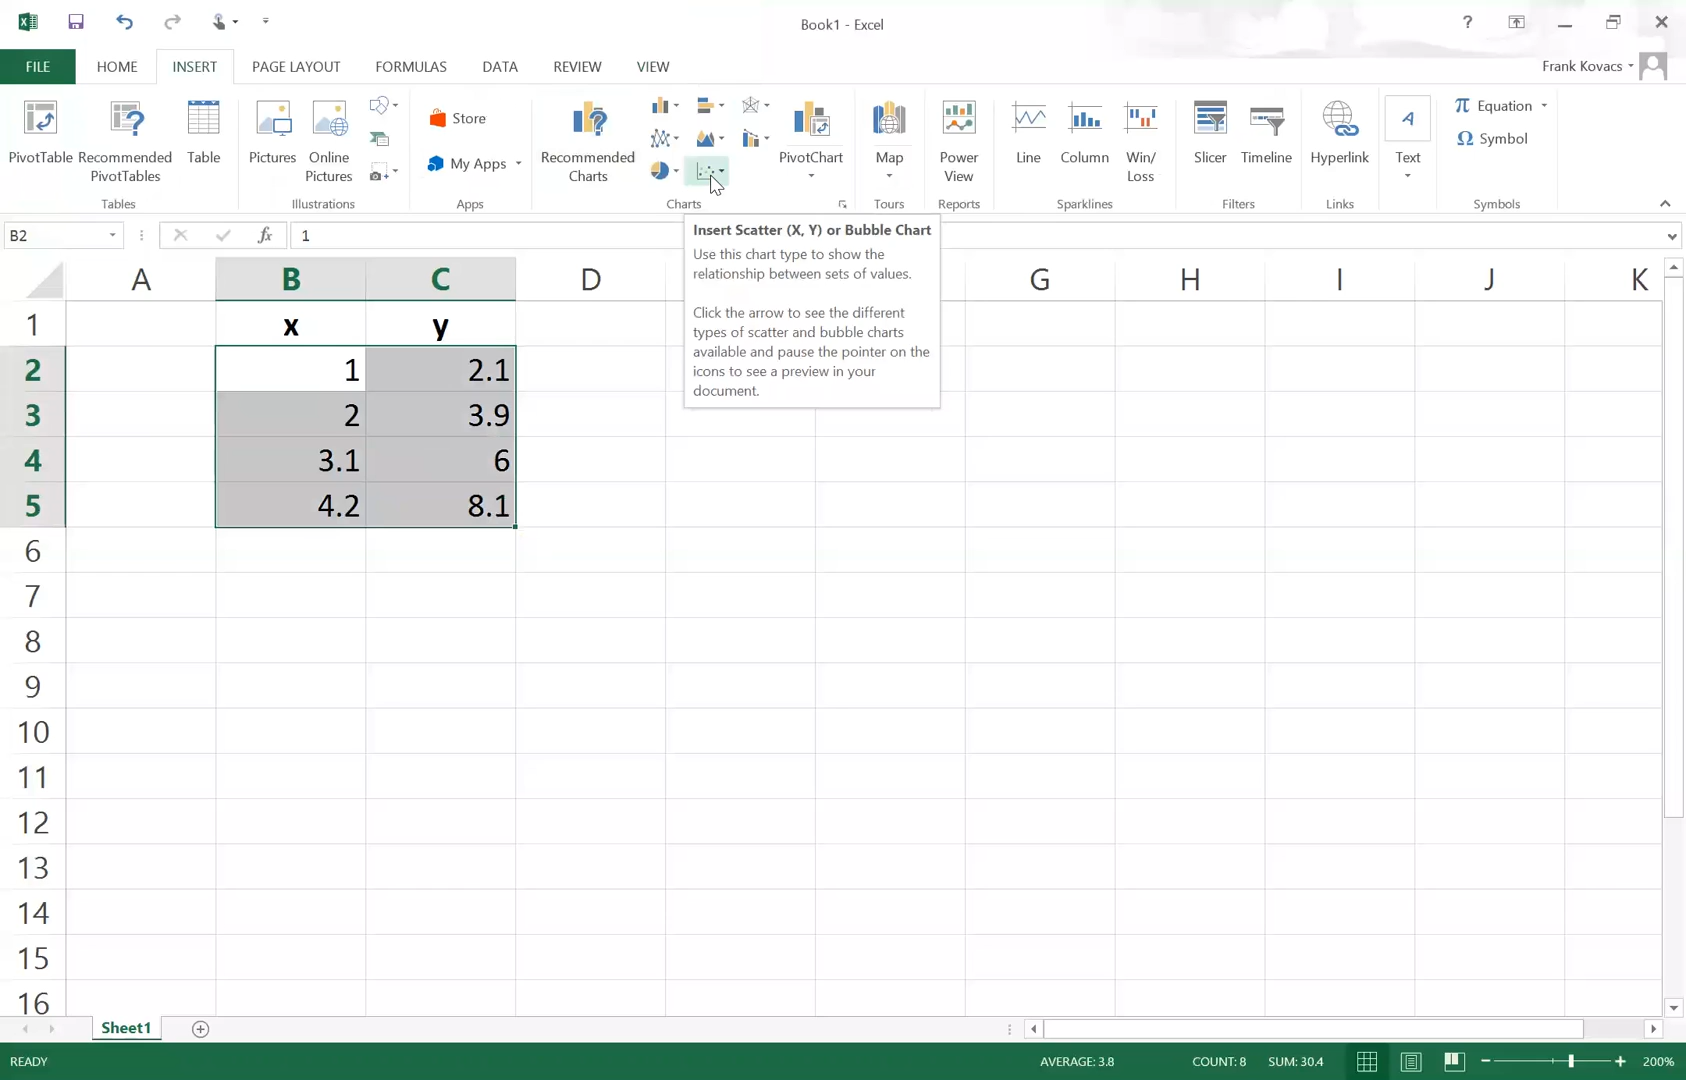 Book1 - Excel
?
FILE
HOME
INSERT
PAGE LAYOUT
FORMULAS
DATA
REVIEW
VIEW
Frank Kovacs
PivotTable
Recommended
PivotTables
Table
Tables
Pictures
Online
Pictures
Illustrations
Store
My Apps
Apps
Recommended
Charts
PivotChart
Charts
Map
Tours
Power
View
Reports
Line
Column
Win/
Loss
Sparklines
Slicer
Timeline
Filters
Hyperlink
Links
A
Text
π Equation
Ω Symbol
Symbols
B2
fx
1
Insert Scatter (X, Y) or Bubble Chart
Use this chart type to show the
relationship between sets of values.
Click the arrow to see the different
types of scatter and bubble charts
available and pause the pointer on the
icons to see a preview in your
document.
A B C D G H I J K
1 x y
2 1 2.1
3 2 3.9
4 3.1 6
5 4.2 8.1
6
7
8
9
10
11
12
13
14
15
16
Sheet1
READY
AVERAGE: 3.8
COUNT: 8
SUM: 30.4
200%